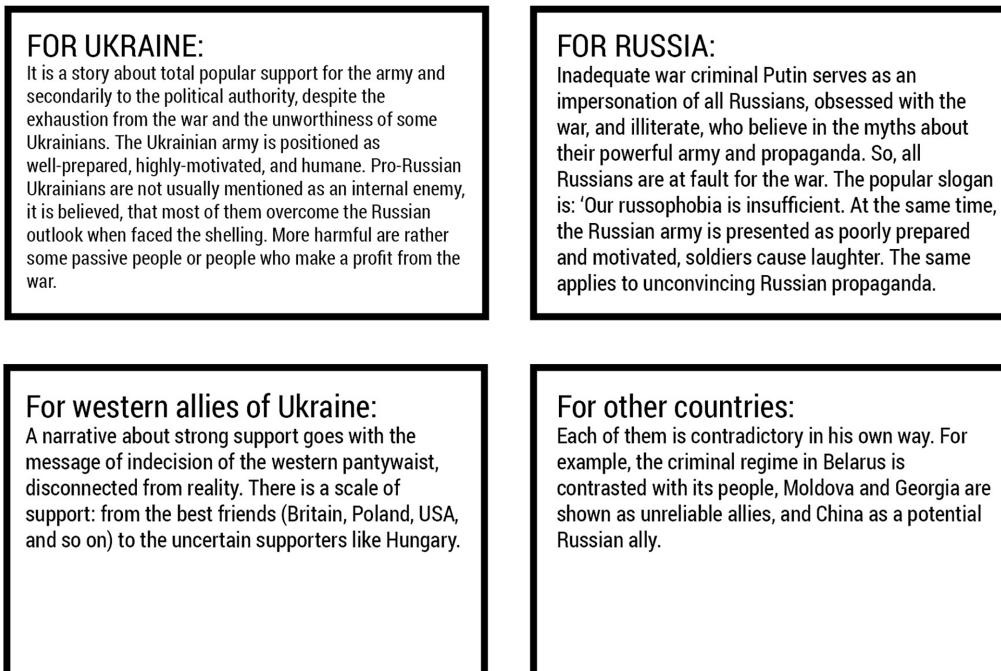 FOR UKRAINE:
It is a story about total popular support for the army and
secondarily to the political authority, despite the
exhaustion from the war and the unworthiness of some
Ukrainians. The Ukrainian army is positioned as
well-prepared, highly-motivated, and humane. Pro-Russian
Ukrainians are not usually mentioned as an internal enemy,
it is believed, that most of them overcome the Russian
outlook when faced the shelling. More harmful are rather
some passive people or people who make a profit from the
war.
FOR RUSSIA:
Inadequate war criminal Putin serves as an
impersonation of all Russians, obsessed with the
war, and illiterate, who believe in the myths about
their powerful army and propaganda. So, all
Russians are at fault for the war. The popular slogan
is: ‘Our russophobia is insufficient. At the same time,
the Russian army is presented as poorly prepared
and motivated, soldiers cause laughter. The same
applies to unconvincing Russian propaganda.
For western allies of Ukraine:
A narrative about strong support goes with the
message of indecision of the western pantywaist,
disconnected from reality. There is a scale of
support: from the best friends (Britain, Poland, USA,
and so on) to the uncertain supporters like Hungary.
For other countries:
Each of them is contradictory in his own way. For
example, the criminal regime in Belarus is
contrasted with its people, Moldova and Georgia are
shown as unreliable allies, and China as a potential
Russian ally.